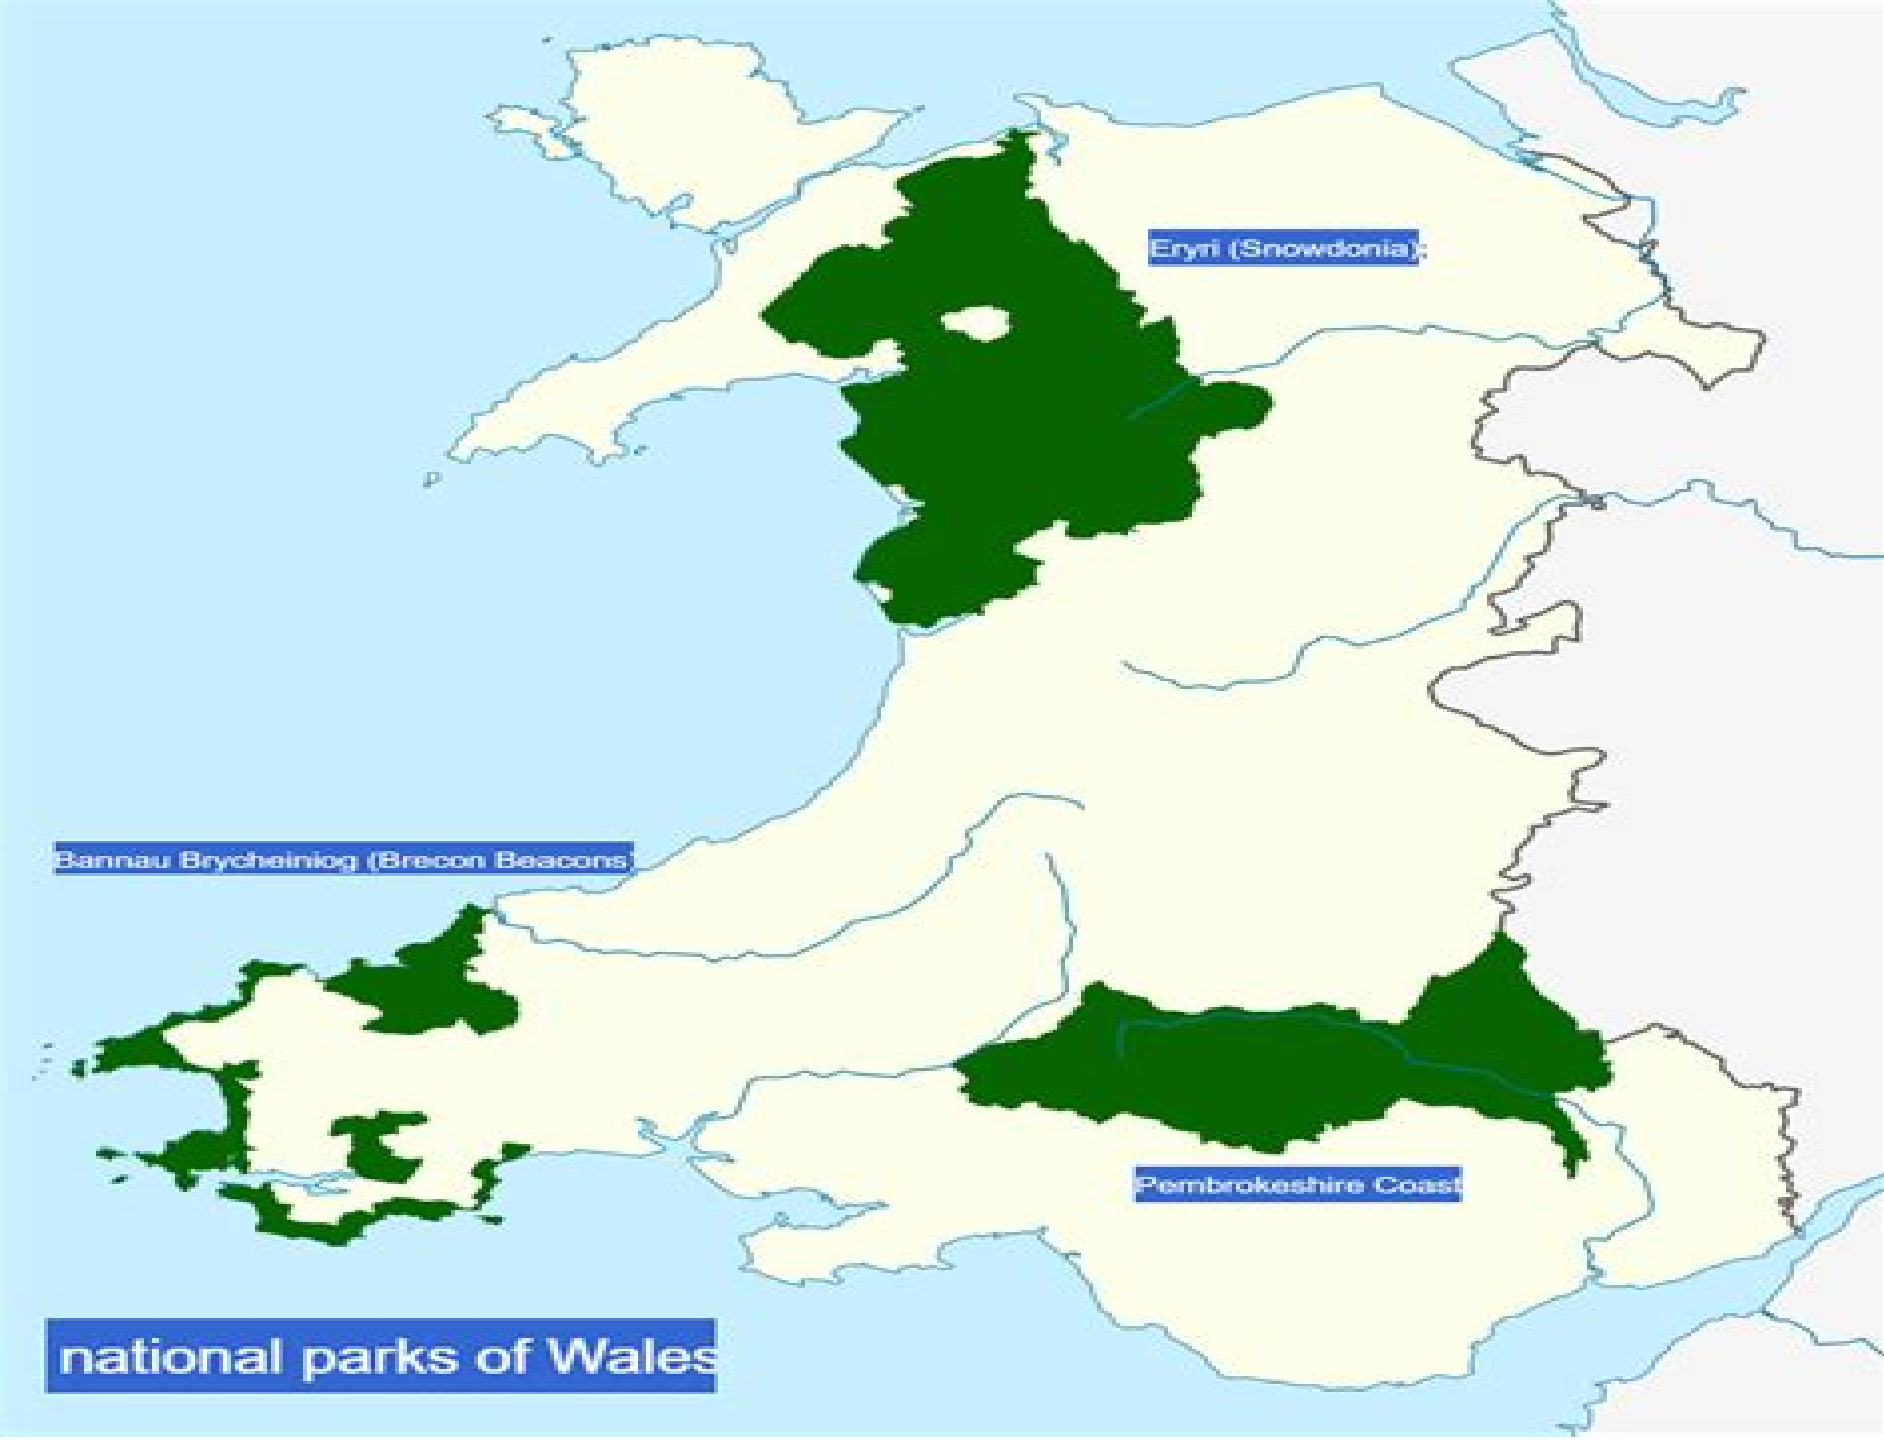 Eryri (Snowdonia):
Bannau Brycheiniog (Brecon Beacons)
Pembrokeshire Coast
national parks of Wales